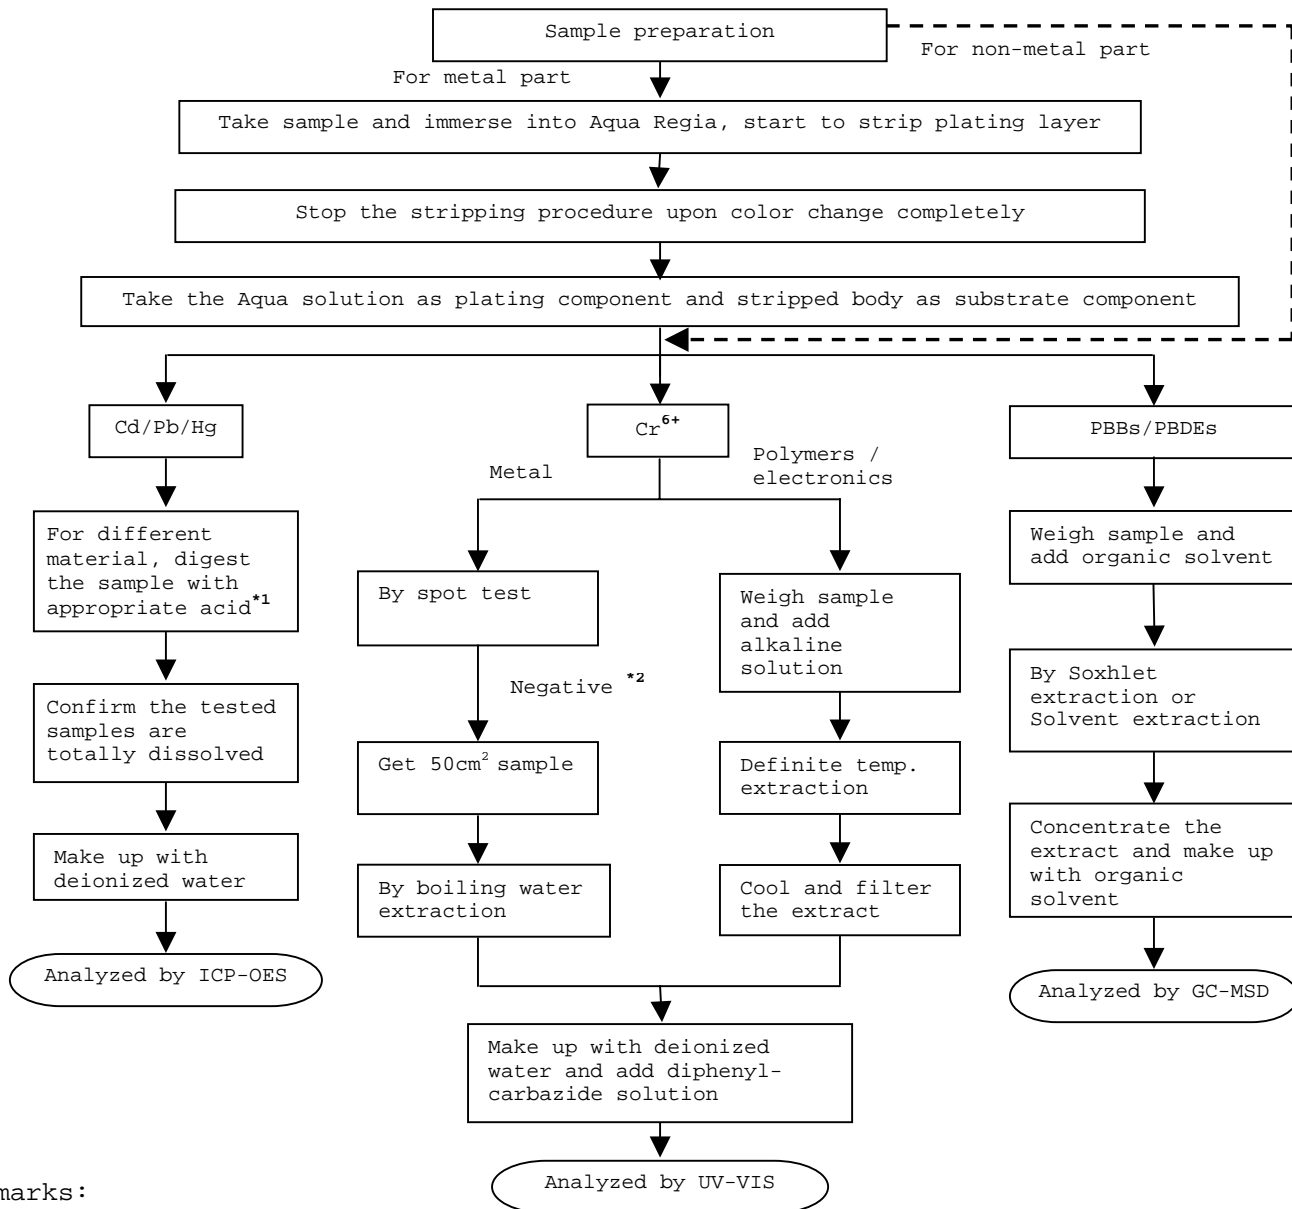 Sample preparation
For non-metal part
For metal part
Take sample and immerse into Aqua Regia, start to strip plating layer
Stop the stripping procedure upon color change completely
Take the Aqua solution as plating component and stripped body as substrate component
Cd/Pb/Hg
Cr6+
PBBs/PBDEs
Metal
Polymers /
electronics
For different
material, digest
the sample with
appropriate acid*1
Confirm the tested
samples are
totally dissolved
Make up with
deionized water
Analyzed by ICP-OES
By spot test
Negative *2
Get 50cm2 sample
By boiling water
extraction
Weigh sample
and add
alkaline
solution
Definite temp.
extraction
Cool and filter
the extract
Make up with deionized
water and add diphenyl-
carbazide solution
Analyzed by UV-VIS
Weigh sample and
add organic solvent
By Soxhlet
extraction or
Solvent extraction
Concentrate the
extract and make up
with organic
solvent
Analyzed by GC-MSD
marks: